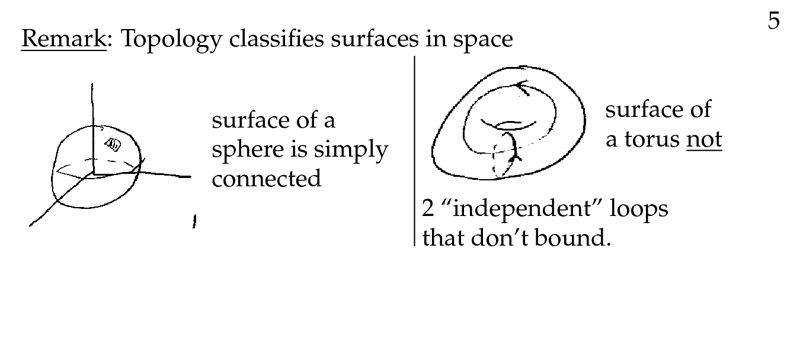 5
Remark: Topology classifies surfaces in space
surface of a
sphere is simply
connected
surface of
a torus not
2 “independent” loops
that don’t bound.